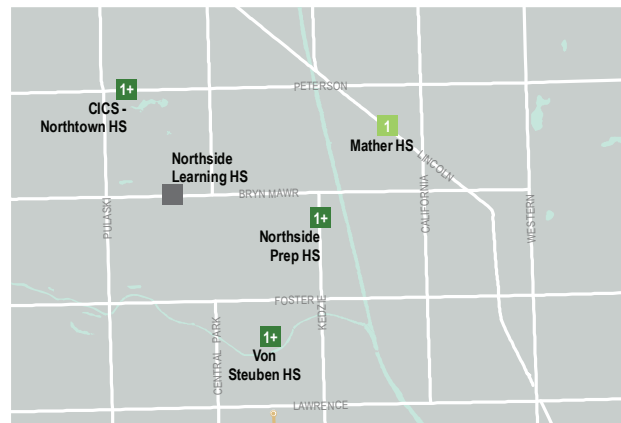 PETERSON
1+
CICS -
Northtown HS
1
Mather HS
LINCOLN
Northside
Learning HS
BRYN MAWR
PULASKI
CALIFORNIA
WESTERN
1+
Northside
Prep HS
FOSTER
KEDZIE
CENTRAL PARK
1+
Von
Steuben HS
LAWRENCE